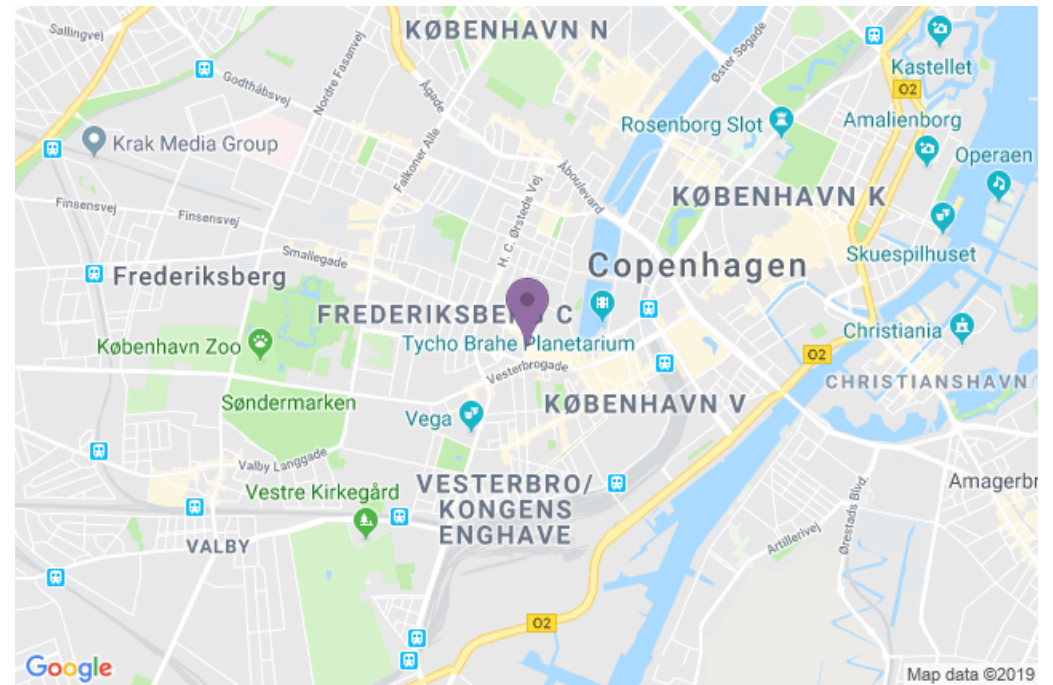 KØBENHAVN N
Sallingvej
Godthåbsvej
Nordre Fasanvej
Ågade
Øster Søgade
Kastellet
O2
Krak Media Group
Falkoner Alle
Rosenborg Slot
Amalienborg
Operaen
Åboulevard
Finsensvej
Finsensvej
H. C. Ørsteds Vej
KØBENHAVN K
Smallegade
Skuespilhuset
Frederiksberg
Copenhagen
FREDERIKSBERG C
Christiania
København Zoo
Tycho Brahe Planetarium
O2
Vesterbrogade
CHRISTIANSHAVN
Søndermarken
Vega
KØBENHAVN V
Valby Langgade
Vestre Kirkegård
VESTERBRO/
KONGENS
ENGHAVE
Amagerbr
Ørestads Blvd.
Artillerivej
VALBY
O2
Google
Map data ©2019